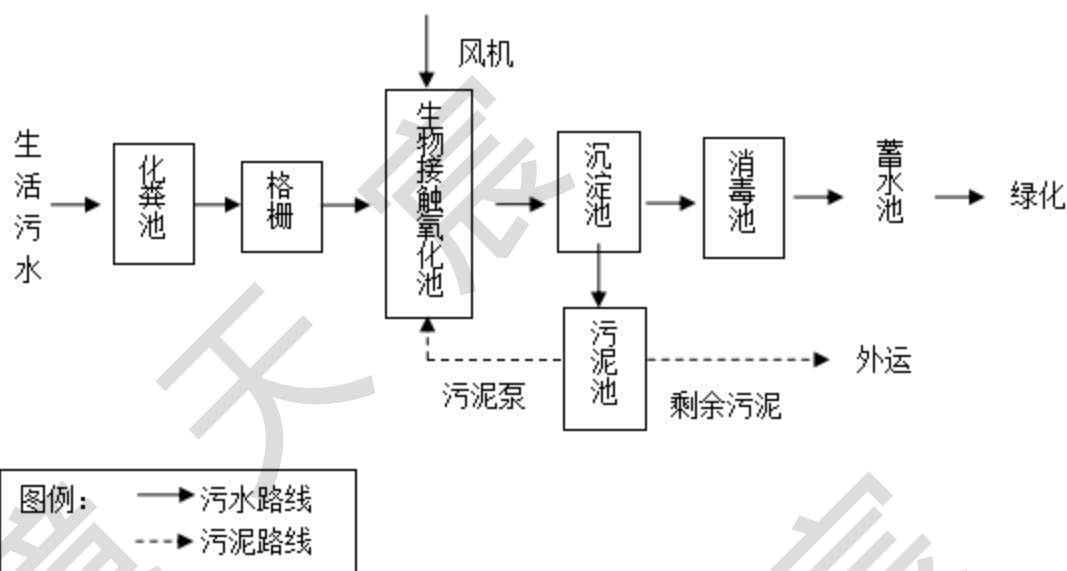 风机
生活污水
化粪池
格栅
生物接触氧化池
沉淀池
消毒池
蓄水池
绿化
污泥池
污泥泵
剩余污泥
外运
图例：
污水路线
污泥路线
天宸